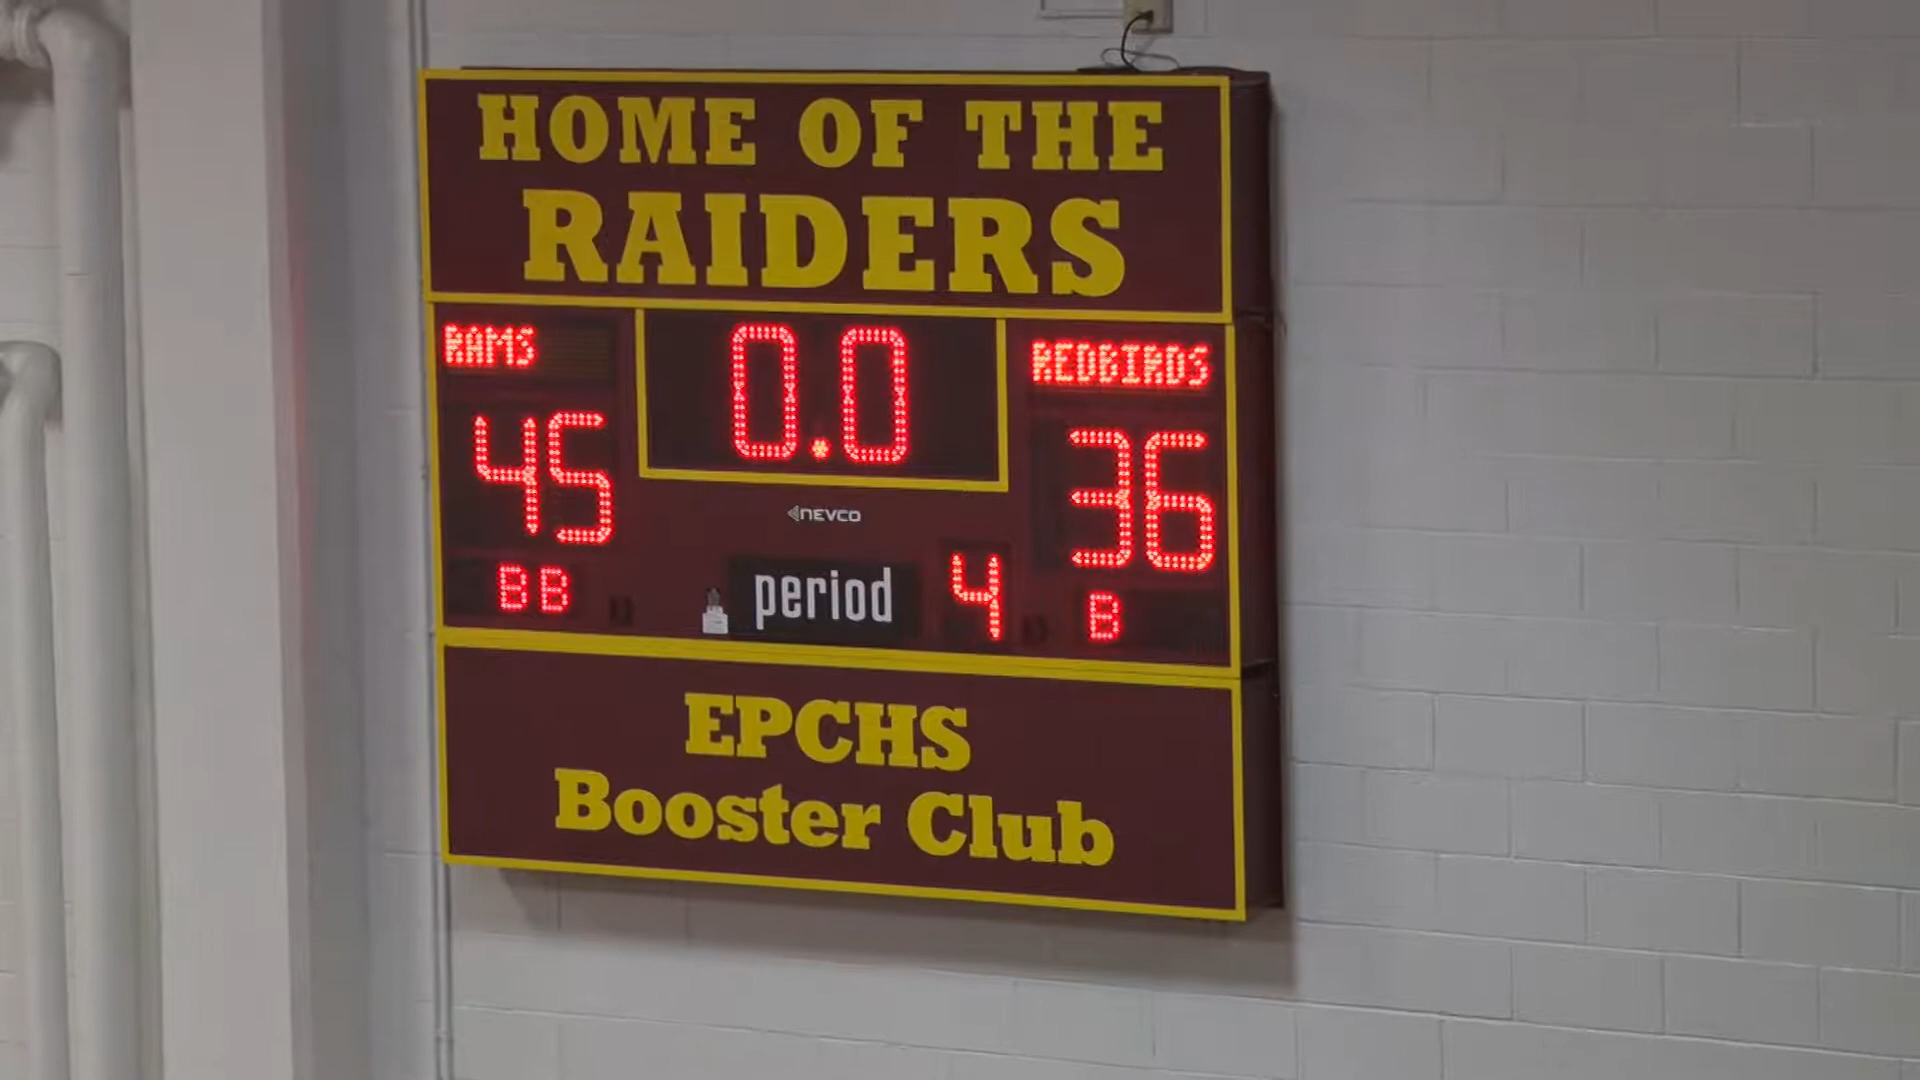 HOME OF THE
RAIDERS
RAMS
0.0
REDBIRDS
45
36
NEVCO
BB
period
4
B
EPCHS
Booster Club